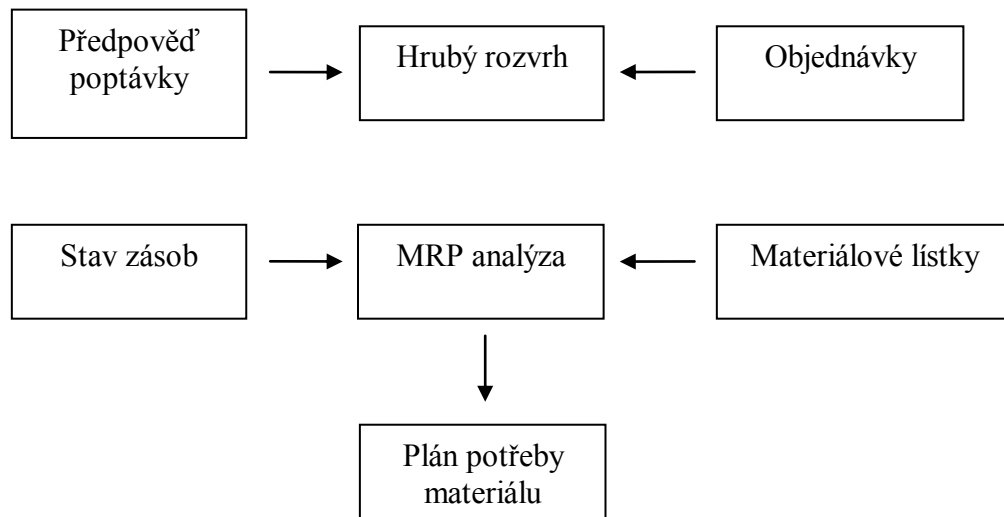 Předpověď
poptávky
Hrubý rozvrh
Objednávky
Stav zásob
MRP analýza
Materiálové lístky
Plán potřeby
materiálu